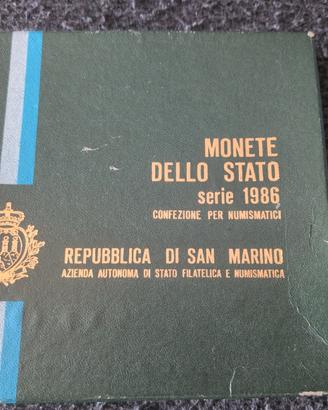 MONETE
DELLO STATO
serie 1986
CONFEZIONE PER NUMISMATICI
REPUBBLICA DI SAN MARINO
AZIENDA AUTONOMA DI STATO FILATELICA E NUMISMATICA